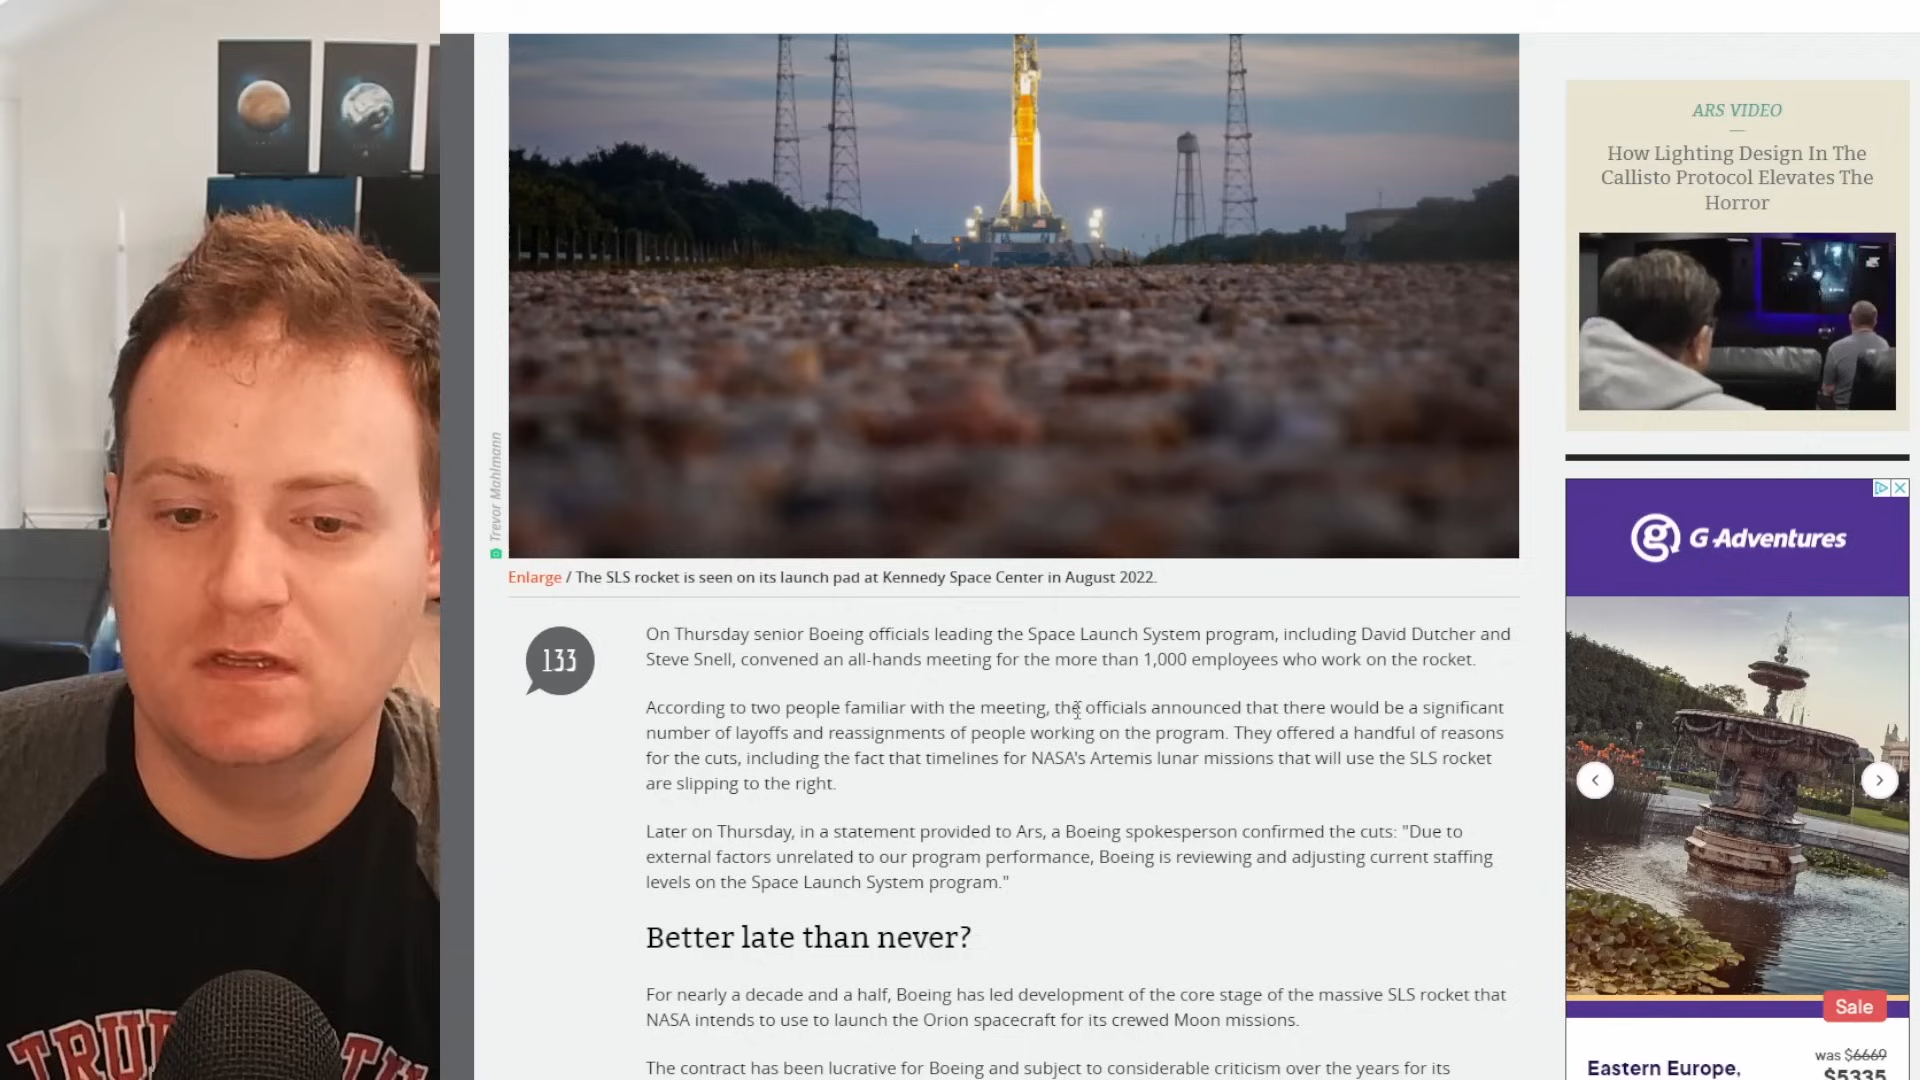 ARS VIDEO
How Lighting Design In The
Callisto Protocol Elevates The
Horror
Trevor Mahlmann
G Adventures
Enlarge / The SLS rocket is seen on its launch pad at Kennedy Space Center in August 2022.
133
On Thursday senior Boeing officials leading the Space Launch System program, including David Dutcher and
Steve Snell, convened an all-hands meeting for the more than 1,000 employees who work on the rocket.
According to two people familiar with the meeting, the officials announced that there would be a significant
number of layoffs and reassignments of people working on the program. They offered a handful of reasons
for the cuts, including the fact that timelines for NASA's Artemis lunar missions that will use the SLS rocket
are slipping to the right.
Later on Thursday, in a statement provided to Ars, a Boeing spokesperson confirmed the cuts: "Due to
external factors unrelated to our program performance, Boeing is reviewing and adjusting current staffing
levels on the Space Launch System program."
Better late than never?
For nearly a decade and a half, Boeing has led development of the core stage of the massive SLS rocket that
NASA intends to use to launch the Orion spacecraft for its crewed Moon missions.
The contract has been lucrative for Boeing and subject to considerable criticism over the years for its
Sale
was $6669
Eastern Europe,
$5335